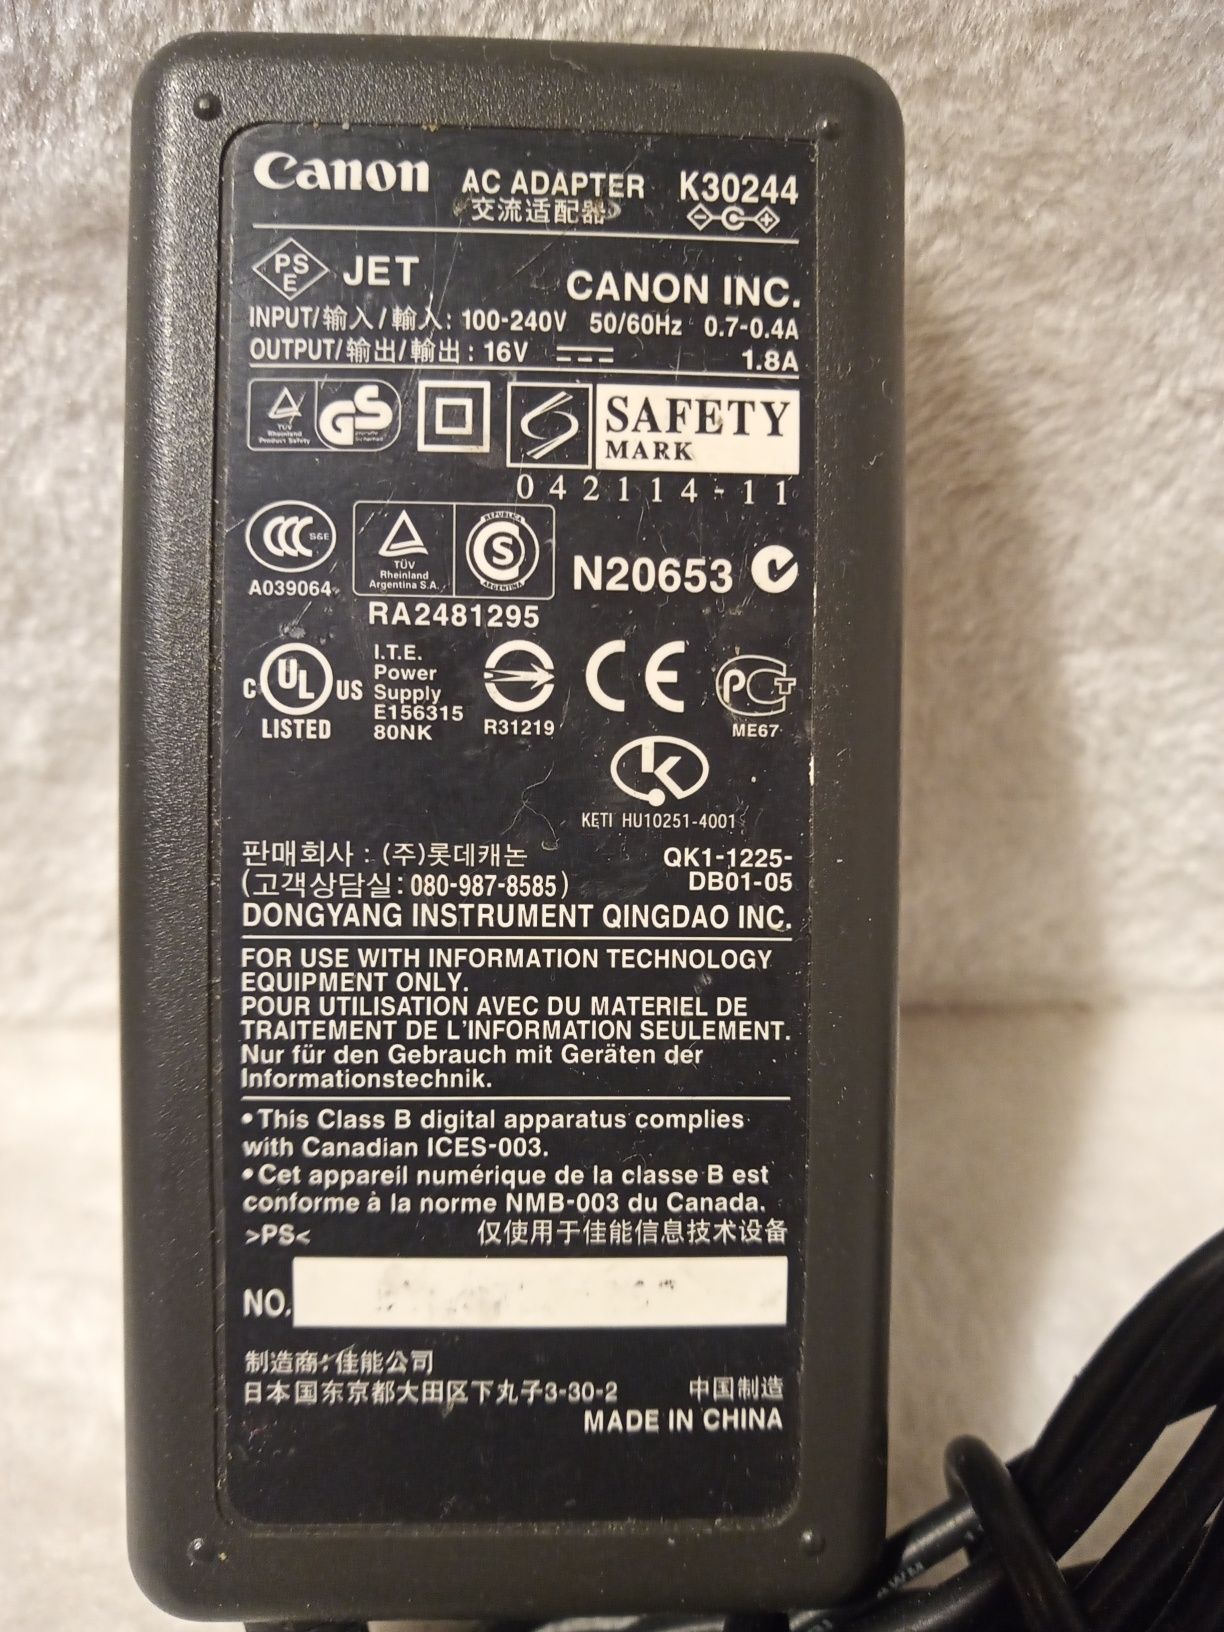 Canon AC ADAPTER K30244
交流适配器
PS E JET CANON INC.
INPUT/输入/輸入: 100-240V 50/60Hz 0.7-0.4A
OUTPUT/输出/輸出: 16V 1.8A
TÜV Rheinland Product Safety GS geprüfte Sicherheit
SAFETY
MARK
042114-11
CCC S&E
A039064
TÜV Rheinland Argentina S.A. REPUBLICA S ARGENTINA
RA2481295
N20653
C UL US LISTED
I.T.E.
Power
Supply
E156315
80NK
R31219
CE
PCT
ME67
K
KETI HU10251-4001
판매회사 : (주)롯데캐논
(고객상담실: 080-987-8585)
QK1-1225-
DB01-05
DONGYANG INSTRUMENT QINGDAO INC.
FOR USE WITH INFORMATION TECHNOLOGY
EQUIPMENT ONLY.
POUR UTILISATION AVEC DU MATERIEL DE
TRAITEMENT DE L'INFORMATION SEULEMENT.
Nur für den Gebrauch mit Geräten der
Informationstechnik.
•This Class B digital apparatus complies
with Canadian ICES-003.
•Cet appareil numérique de la classe B est
conforme à la norme NMB-003 du Canada.
>PS< 仅使用于佳能信息技术设备
NO.
制造商:佳能公司
日本国东京都大田区下丸子3-30-2 中国制造
MADE IN CHINA